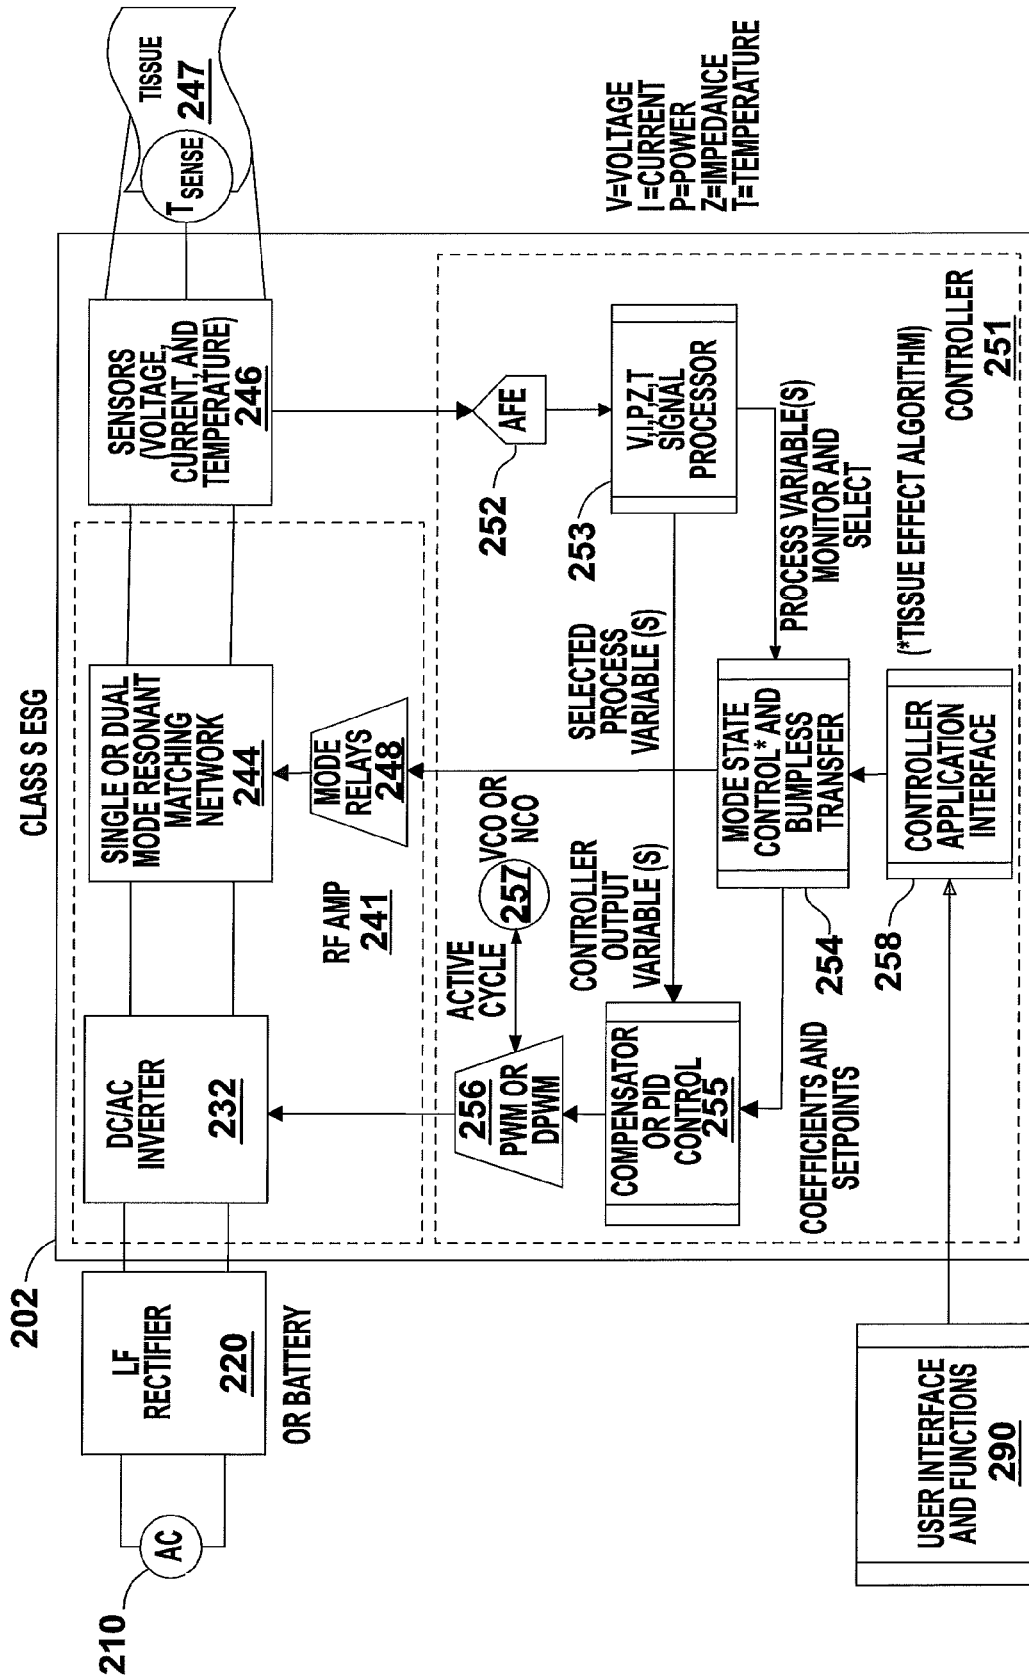 CLASS S ESG
202
210
AC
LF
RECTIFIER
220
OR BATTERY
DC/AC
INVERTER
232
SINGLE OR DUAL
MODE RESONANT
MATCHING
NETWORK
244
SENSORS
(VOLTAGE,
CURRENT, AND
TEMPERATURE)
246
TISSUE
247
T SENSE
RF AMP
241
MODE
RELAYS
248
ACTIVE
CYCLE
257
VCO OR
NCO
256
PWM OR
DPWM
AFE
252
CONTROLLER
OUTPUT
VARIABLE (S)
SELECTED
PROCESS
VARIABLE (S)
253
V,I,P,Z,T
SIGNAL
PROCESSOR
COMPENSATOR
OR PID
CONTROL
255
MODE STATE
CONTROL* AND
BUMPLESS
TRANSFER
254
PROCESS VARIABLE(S)
MONITOR AND
SELECT
COEFFICIENTS AND
SETPOINTS
258
CONTROLLER
APPLICATION
INTERFACE
(*TISSUE EFFECT ALGORITHM)
CONTROLLER
251
V=VOLTAGE
I=CURRENT
P=POWER
Z=IMPEDANCE
T=TEMPERATURE
USER INTERFACE
AND FUNCTIONS
290